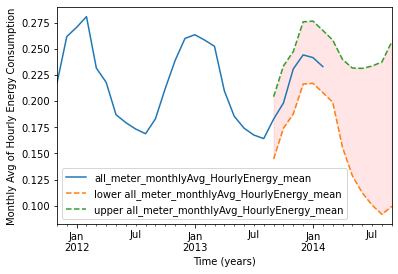 Monthly Avg of Hourly Energy Consumption
0.275
0.250
0.225
0.200
0.175
0.150
0.125
0.100
all_meter_monthlyAvg_HourlyEnergy_mean
lower all_meter_monthlyAvg_HourlyEnergy_mean
upper all_meter_monthlyAvg_HourlyEnergy_mean
Jan
2012
Jul
Jan
2013
Jul
Jan
2014
Jul
Time (years)